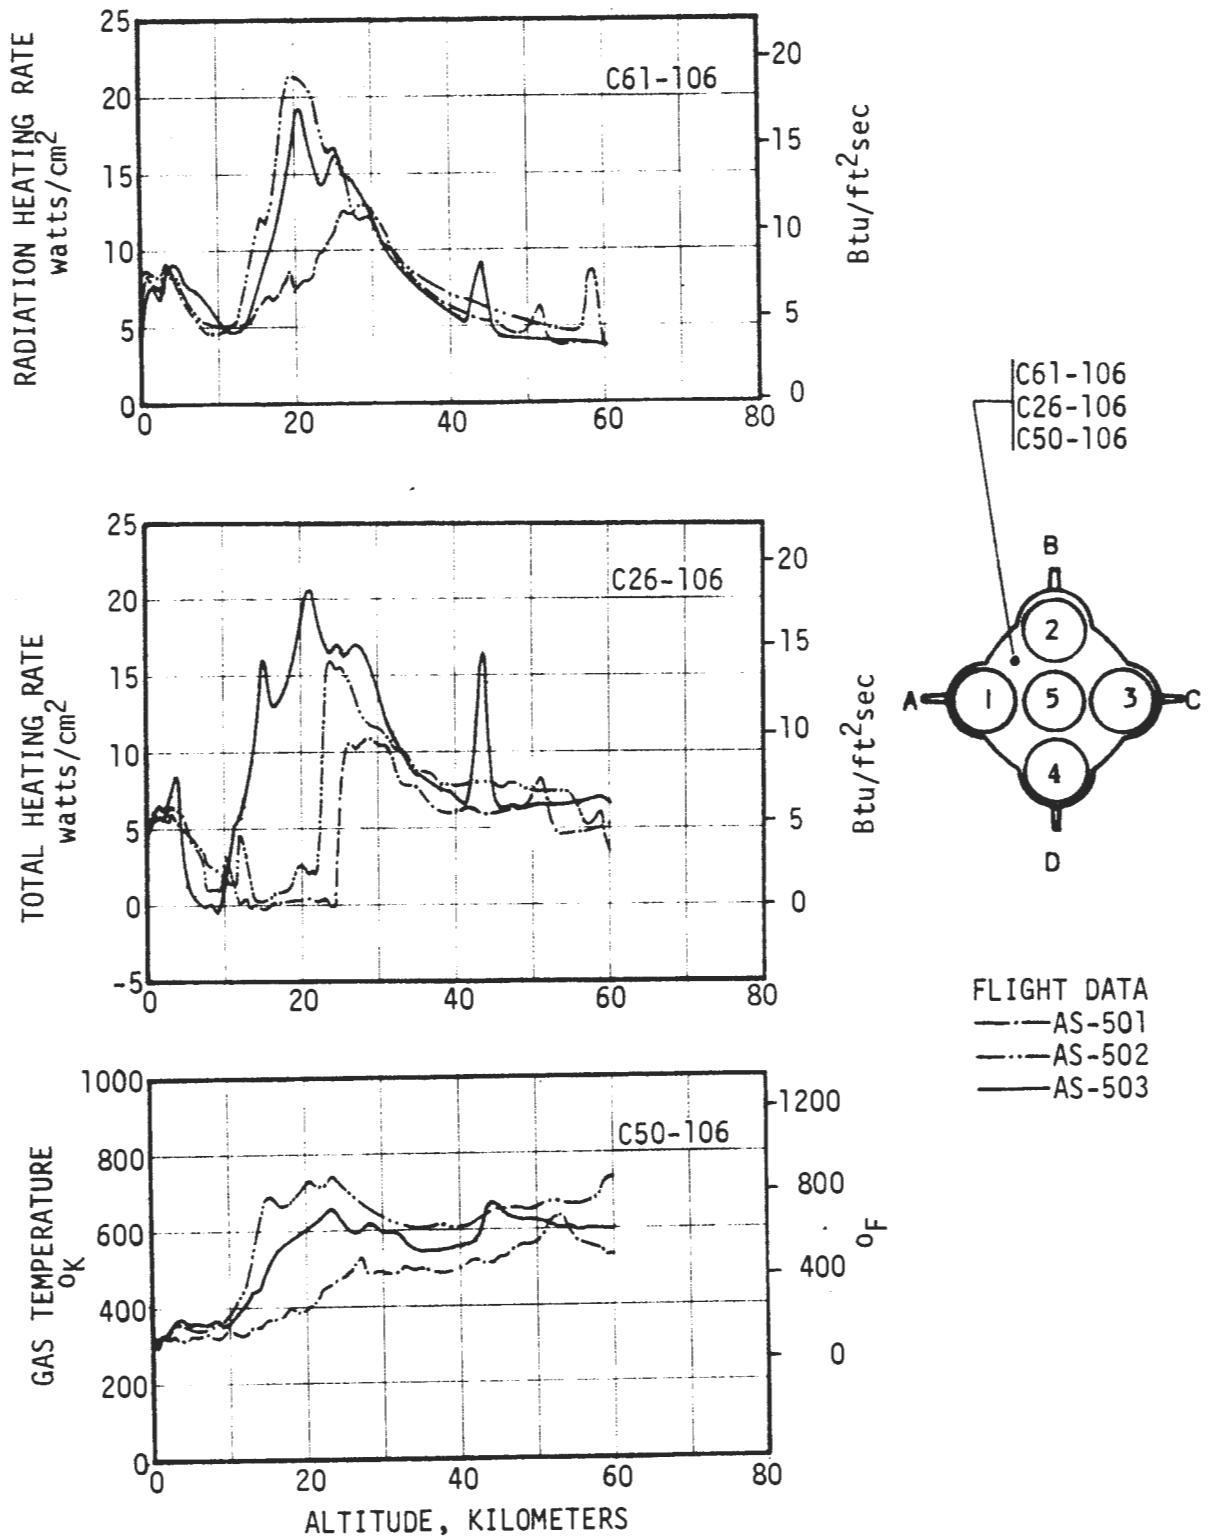 RADIATION HEATING RATE
watts/cm²
25
20
15
10
5
0
0
20
40
60
80
C61-106
20
15
10
5
0
Btu/ft²sec
TOTAL HEATING RATE
watts/cm²
25
20
15
10
5
0
-5
0
20
40
60
80
C26-106
20
15
10
5
0
Btu/ft²sec
GAS TEMPERATURE
°K
1000
800
600
400
200
0
0
20
40
60
80
C50-106
1200
800
400
0
°F
ALTITUDE, KILOMETERS
C61-106
C26-106
C50-106
B
2
A
1
5
3
C
4
D
FLIGHT DATA
AS-501
AS-502
AS-503